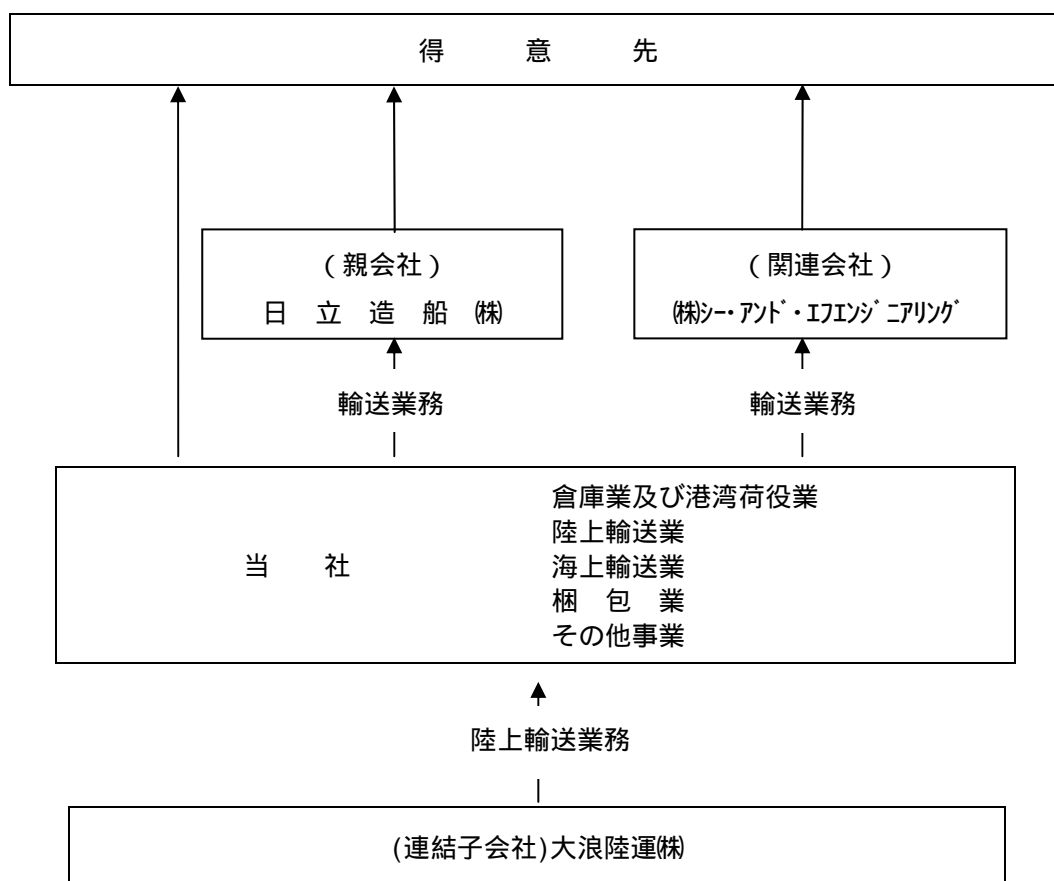 得　意　先
(親会社)
日 立 造 船 ㈱
(関連会社)
㈱ｼｰ・ｱﾝﾄﾞ・ｴﾌｴﾝｼﾞﾆｱﾘﾝｸﾞ
輸送業務
輸送業務
当　社
倉庫業及び港湾荷役業
陸上輸送業
海上輸送業
梱 包 業
その他事業
陸上輸送業務
(連結子会社)大浪陸運㈱